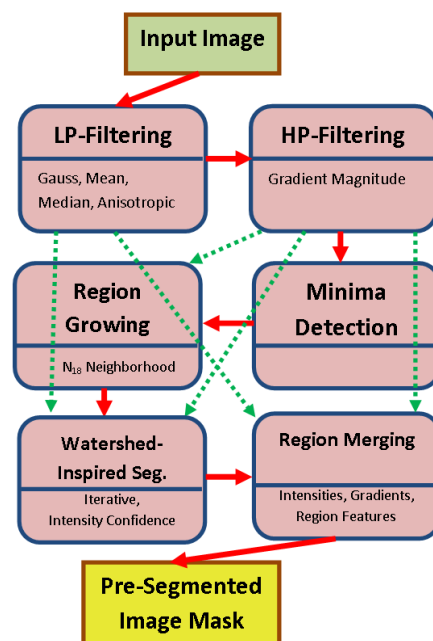 Input Image
LP-Filtering
Gauss, Mean,
Median, Anisotropic
HP-Filtering
Gradient Magnitude
Region
Growing
N₁₈ Neighborhood
Minima
Detection
Watershed-
Inspired Seg.
Iterative,
Intensity Confidence
Region Merging
Intensities, Gradients,
Region Features
Pre-Segmented
Image Mask